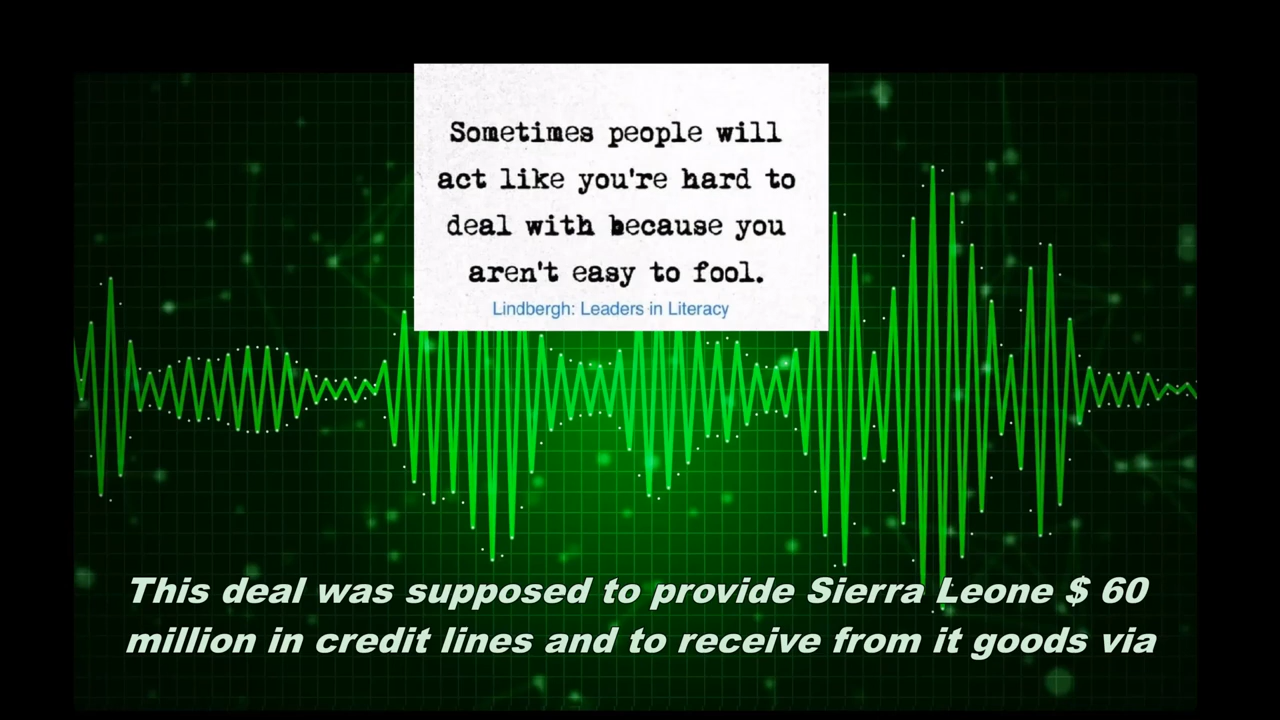 Sometimes people will
act like you're hard to
deal with because you
aren't easy to fool.
Lindbergh: Leaders in Literacy
This deal was supposed to provide Sierra Leone $ 60
million in credit lines and to receive from it goods via